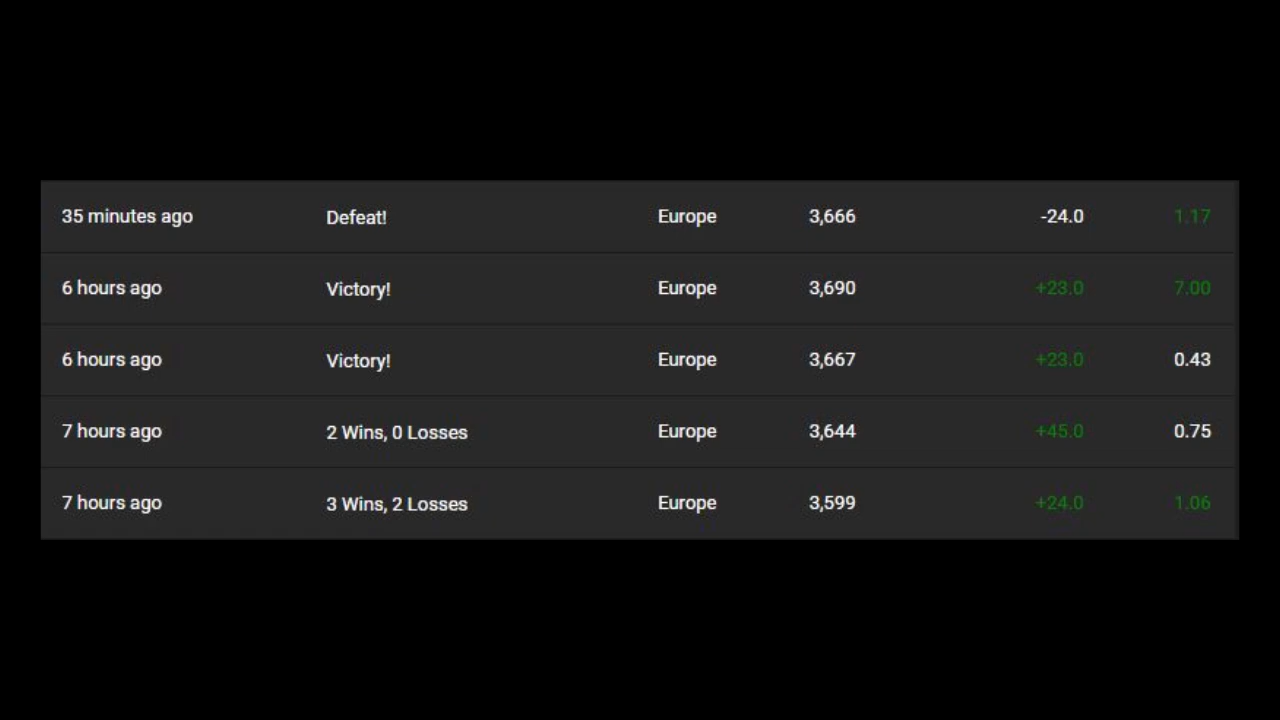 35 minutes ago Defeat! Europe 3,666 -24.0 1.17
6 hours ago Victory! Europe 3,690 +23.0 7.00
6 hours ago Victory! Europe 3,667 +23.0 0.43
7 hours ago 2 Wins, 0 Losses Europe 3,644 +45.0 0.75
7 hours ago 3 Wins, 2 Losses Europe 3,599 +24.0 1.06